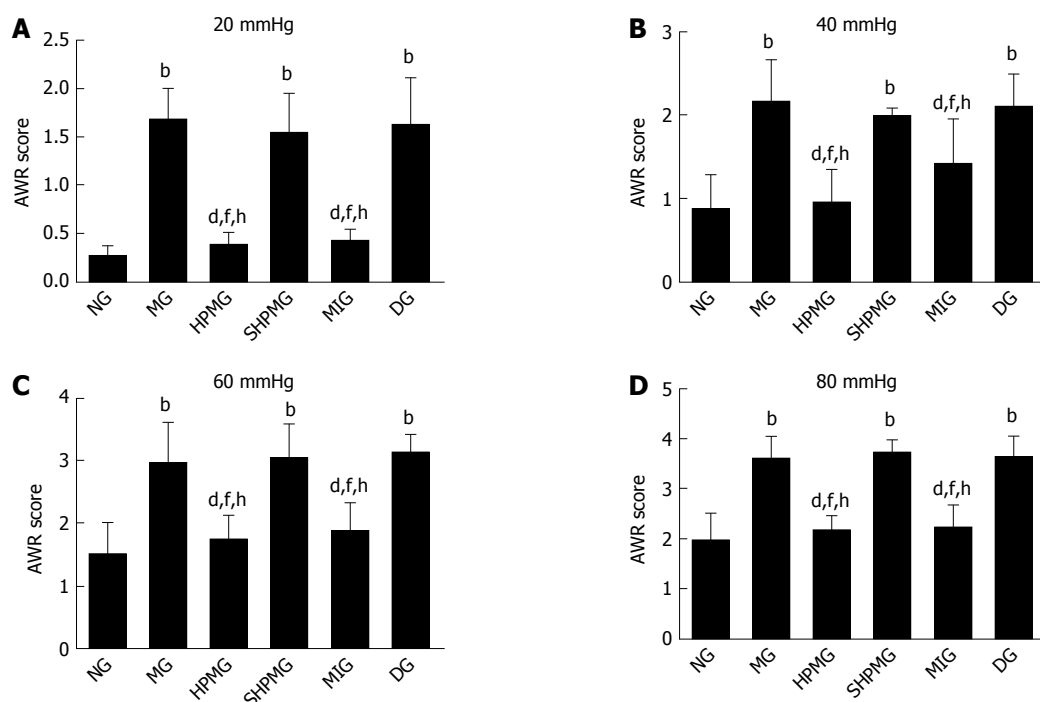 A
20 mmHg
2.5
2.0
1.5
1.0
0.5
0.0
AWR score
b
b
d,f,h
d,f,h
b
NG
MG
HPMG
SHPMG
MIG
DG
B
40 mmHg
3
2
1
0
AWR score
b
d,f,h
b
d,f,h
b
NG
MG
HPMG
SHPMG
MIG
DG
C
60 mmHg
4
3
2
1
0
AWR score
b
d,f,h
b
d,f,h
b
NG
MG
HPMG
SHPMG
MIG
DG
D
80 mmHg
5
4
3
2
1
0
AWR score
b
d,f,h
b
d,f,h
b
NG
MG
HPMG
SHPMG
MIG
DG